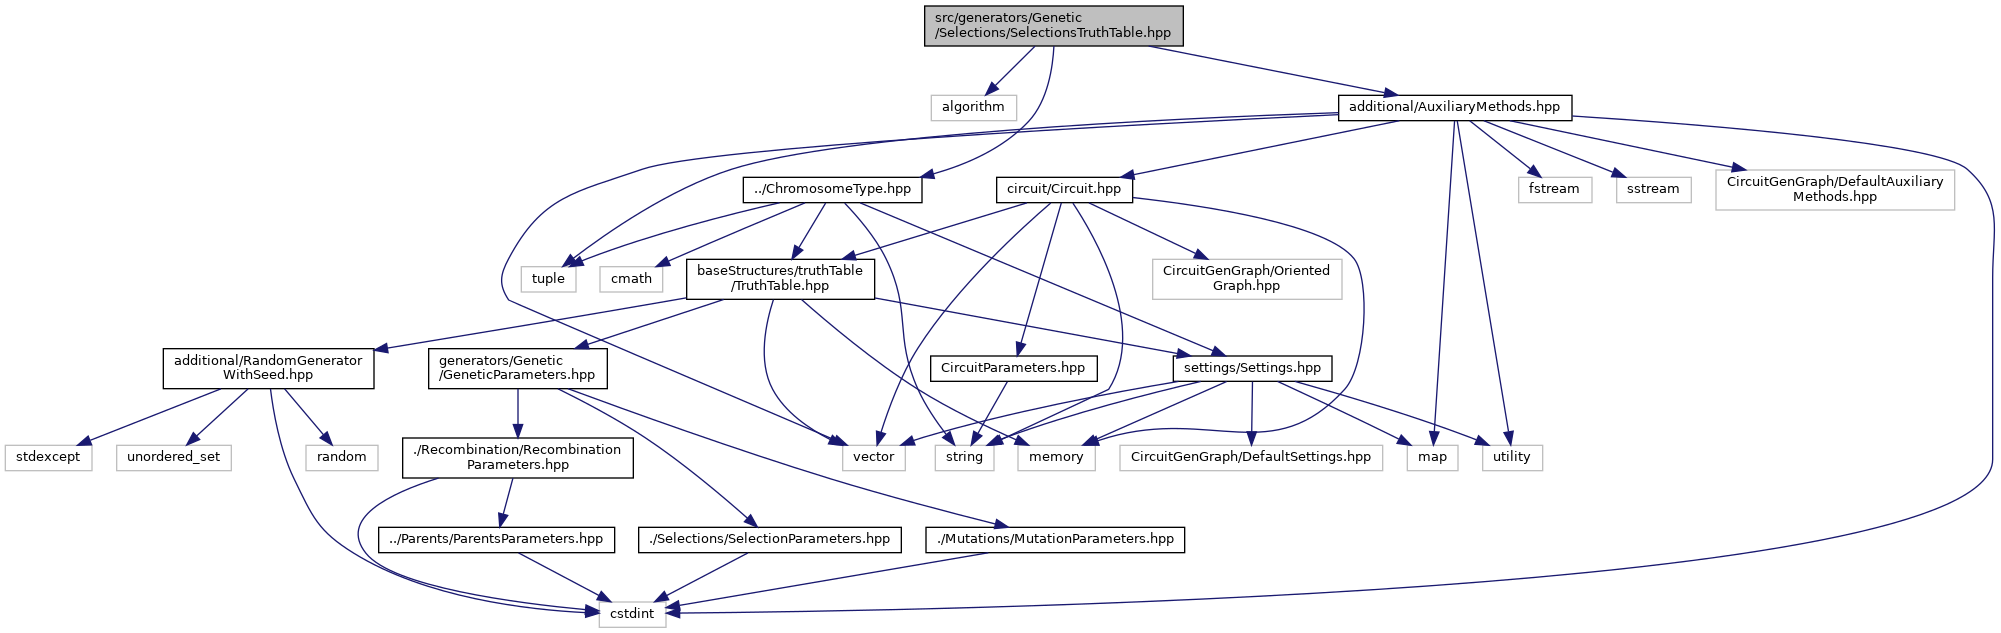 src/generators/Genetic
/Selections/SelectionsTruthTable.hpp
algorithm
additional/AuxiliaryMethods.hpp
../ChromosomeType.hpp
circuit/Circuit.hpp
fstream
sstream
CircuitGenGraph/DefaultAuxiliary
Methods.hpp
tuple
cmath
baseStructures/truthTable
/TruthTable.hpp
CircuitGenGraph/Oriented
Graph.hpp
additional/RandomGenerator
WithSeed.hpp
generators/Genetic
/GeneticParameters.hpp
CircuitParameters.hpp
settings/Settings.hpp
stdexcept
unordered_set
random
./Recombination/Recombination
Parameters.hpp
vector
string
memory
CircuitGenGraph/DefaultSettings.hpp
map
utility
../Parents/ParentsParameters.hpp
./Selections/SelectionParameters.hpp
./Mutations/MutationParameters.hpp
cstdint